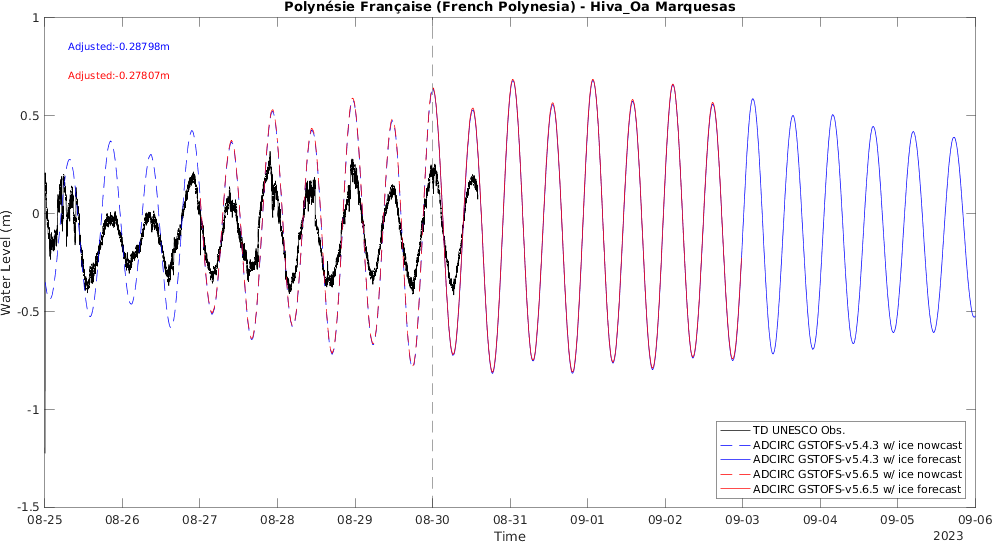 Polynésie Française (French Polynesia) - Hiva_Oa Marquesas
Adjusted:-0.28798m
Adjusted:-0.27807m
1
0.5
0
-0.5
-1
-1.5
Water Level (m)
TD UNESCO Obs.
ADCIRC GSTOFS-v5.4.3 w/ ice nowcast
ADCIRC GSTOFS-v5.4.3 w/ ice forecast
ADCIRC GSTOFS-v5.6.5 w/ ice nowcast
ADCIRC GSTOFS-v5.6.5 w/ ice forecast
08-25 08-26 08-27 08-28 08-29 08-30 08-31 09-01 09-02 09-03 09-04 09-05 09-06
Time
2023